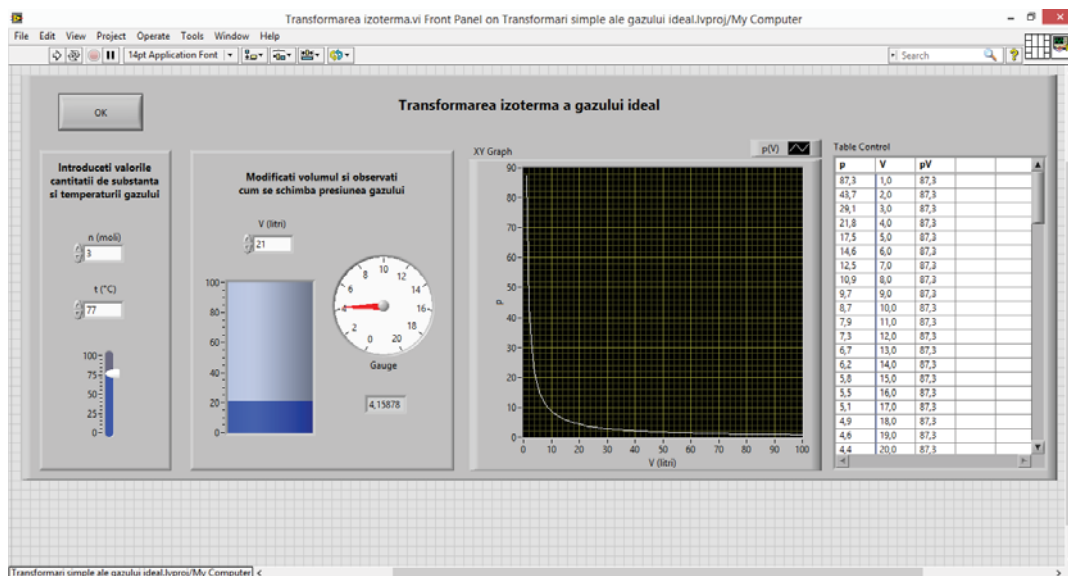 Transformarea izoterma.vi Front Panel on Transformari simple ale gazului ideal.lvproj/My Computer
File Edit View Project Operate Tools Window Help
14pt Application Font
Search
OK
Transformarea izoterma a gazului ideal
Introduceti valorile
cantitatii de substanta
si temperaturii gazului
n (moli)
3
t (°C)
77
100
75
50
25
0
Modificati volumul si observati
cum se schimba presiunea gazului
V (litri)
21
100
80
60
40
20
0
0 2 4 6 8 10 12 14 16 18 20
Gauge
4,15878
XY Graph
p(V)
90
80
70
60
50
40
30
20
10
0
p
0 10 20 30 40 50 60 70 80 90 100
V (litri)
Table Control
p V pV
87,3 1,0 87,3
43,7 2,0 87,3
29,1 3,0 87,3
21,8 4,0 87,3
17,5 5,0 87,3
14,6 6,0 87,3
12,5 7,0 87,3
10,9 8,0 87,3
9,7 9,0 87,3
8,7 10,0 87,3
7,9 11,0 87,3
7,3 12,0 87,3
6,7 13,0 87,3
6,2 14,0 87,3
5,8 15,0 87,3
5,5 16,0 87,3
5,1 17,0 87,3
4,9 18,0 87,3
4,6 19,0 87,3
4,4 20,0 87,3
Transformari simple ale gazului ideal.lvproj/My Computer